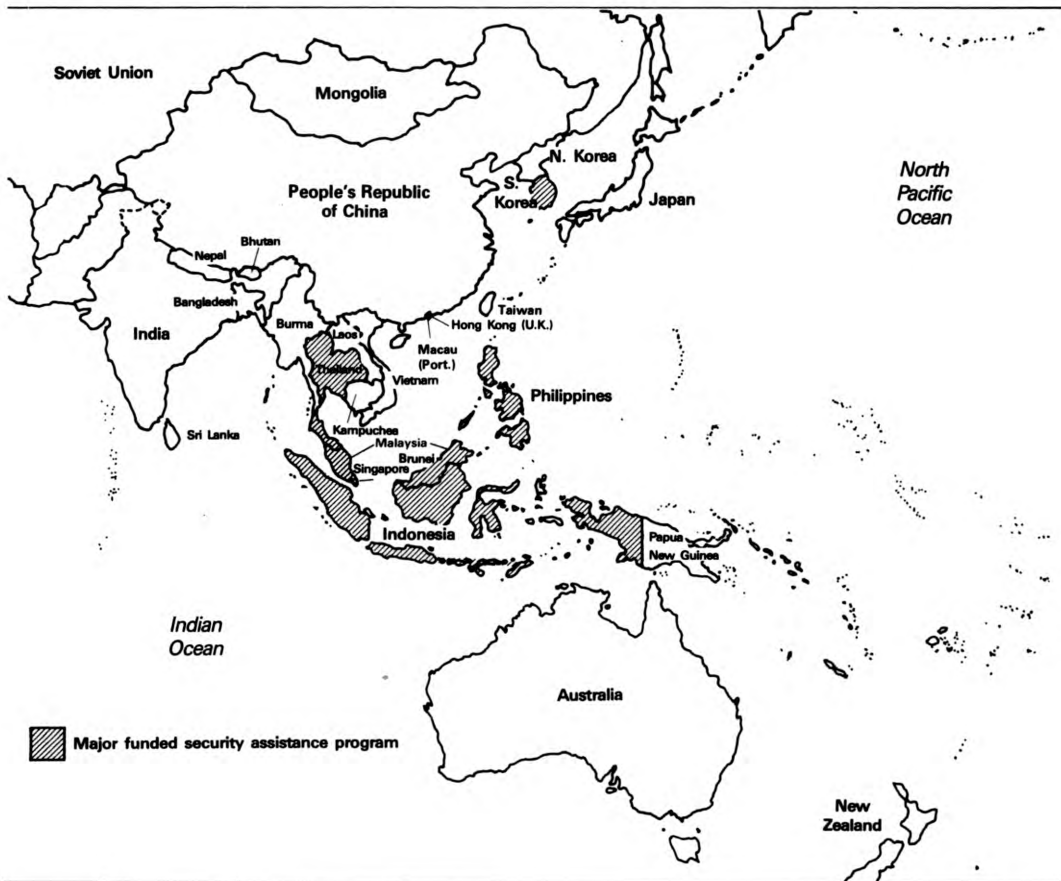 Soviet Union
Mongolia
N. Korea
North
Pacific
Ocean
S.
Korea
People's Republic
of China
Japan
Bhutan
Nepal
Bangladesh
Taiwan
Hong Kong (U.K.)
India
Burma
Laos
Macau
(Port.)
Thailand
Vietnam
Philippines
Kampuchea
Sri Lanka
Malaysia
Brunei
Singapore
Indonesia
Papua
New Guinea
Indian
Ocean
Australia
Major funded security assistance program
New
Zealand